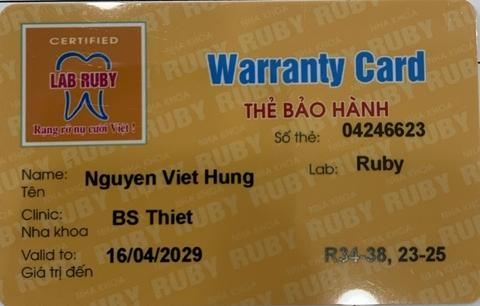 CERTIFIED
LAB RUBY
Rạng rỡ nụ cười Việt !
Warranty Card
THẺ BẢO HÀNH
Số thẻ: 04246623
Lab: Ruby
Name: Nguyen Viet Hung
Tên
Clinic: BS Thiet
Nha khoa
Valid to: 16/04/2029
Giá trị đến
R34-38, 23-25